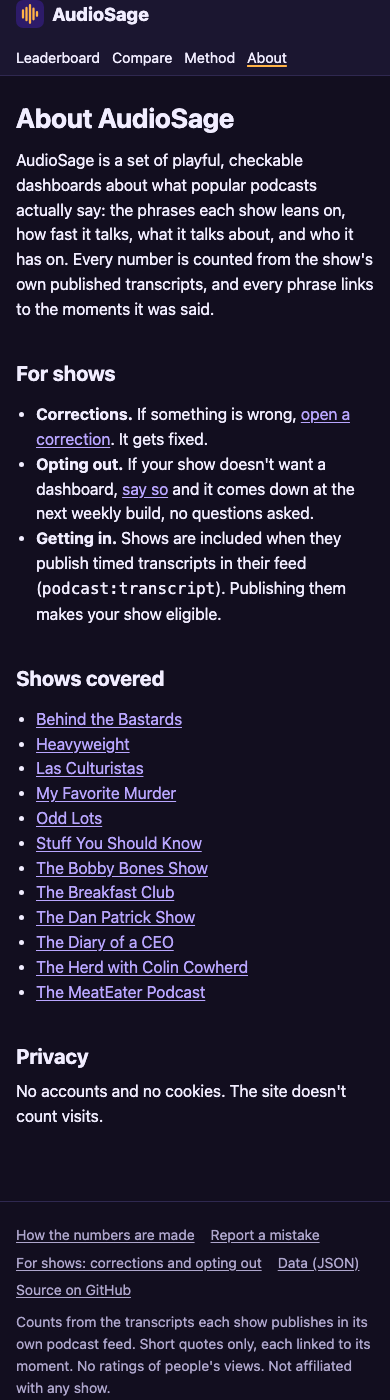 AudioSage
Leaderboard Compare Method About
About AudioSage
AudioSage is a set of playful, checkable
dashboards about what popular podcasts
actually say: the phrases each show leans on,
how fast it talks, what it talks about, and who it
has on. Every number is counted from the show's
own published transcripts, and every phrase links
to the moments it was said.
For shows
• Corrections. If something is wrong, open a
correction. It gets fixed.
• Opting out. If your show doesn't want a
dashboard, say so and it comes down at the
next weekly build, no questions asked.
• Getting in. Shows are included when they
publish timed transcripts in their feed
(podcast:transcript). Publishing them
makes your show eligible.
Shows covered
• Behind the Bastards
• Heavyweight
• Las Culturistas
• My Favorite Murder
• Odd Lots
• Stuff You Should Know
• The Bobby Bones Show
• The Breakfast Club
• The Dan Patrick Show
• The Diary of a CEO
• The Herd with Colin Cowherd
• The MeatEater Podcast
Privacy
No accounts and no cookies. The site doesn't
count visits.
How the numbers are made Report a mistake
For shows: corrections and opting out Data (JSON)
Source on GitHub
Counts from the transcripts each show publishes in its
own podcast feed. Short quotes only, each linked to its
moment. No ratings of people's views. Not affiliated
with any show.